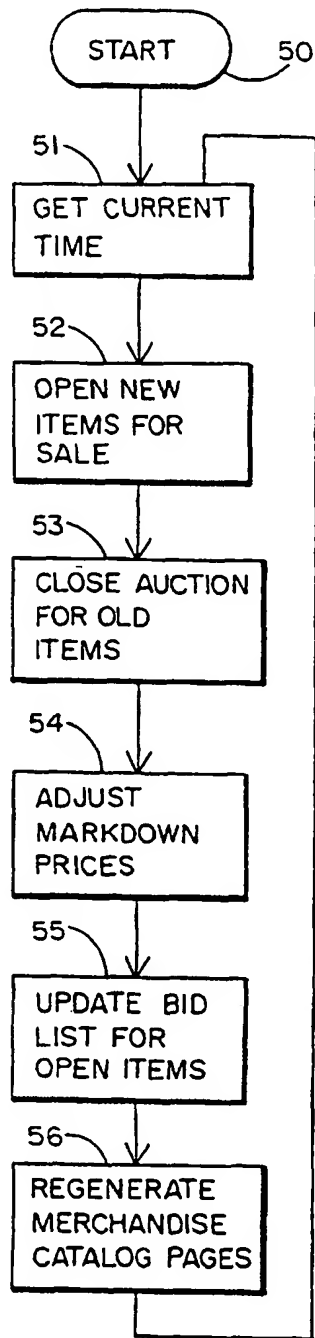 START
50
51
GET CURRENT
TIME
52
OPEN NEW
ITEMS FOR
SALE
53
CLOSE AUCTION
FOR OLD
ITEMS
54
ADJUST
MARKDOWN
PRICES
55
UPDATE BID
LIST FOR
OPEN ITEMS
56
REGENERATE
MERCHANDISE
CATALOG PAGES